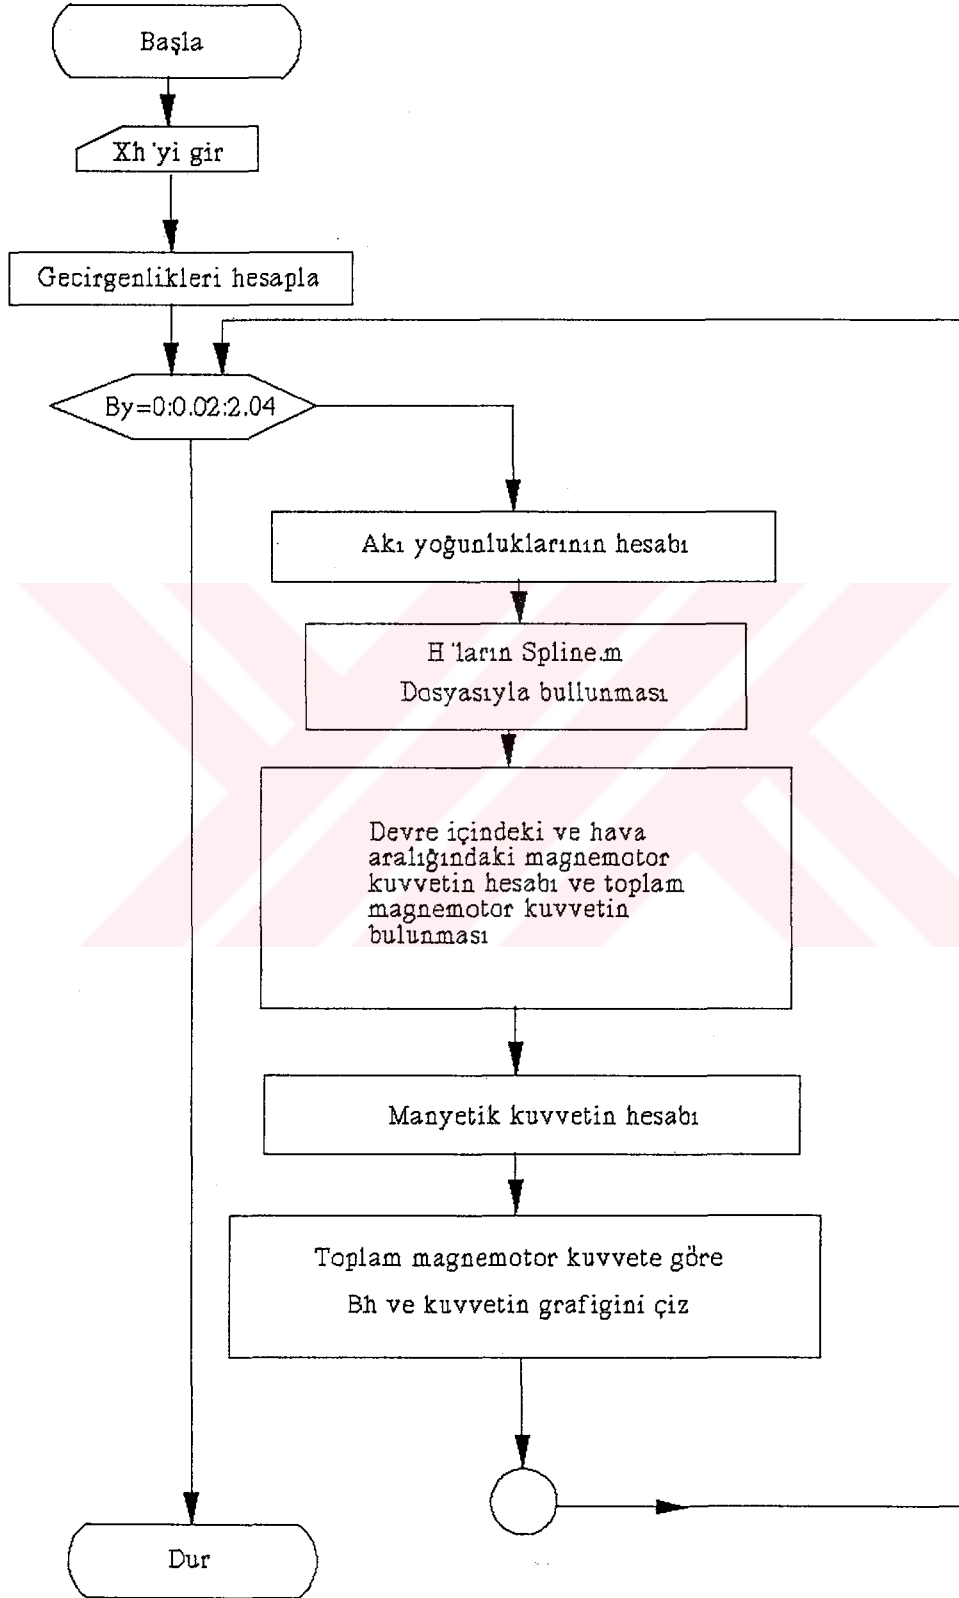 Başla
Xh'yi gir
Gecirgenlikleri hesapla
By=0:0.02:2.04
Akı yoğunluklarının hesabı
H'ların Spline.m
Dosyasıyla bullunması
Devre içindeki ve hava
aralığındaki magnemotor
kuvvetin hesabı ve toplam
magnemotor kuvvetin
bulunması
Manyetik kuvvetin hesabı
Toplam magnemotor kuvvete göre
Bh ve kuvvetin grafigini çiz
Dur